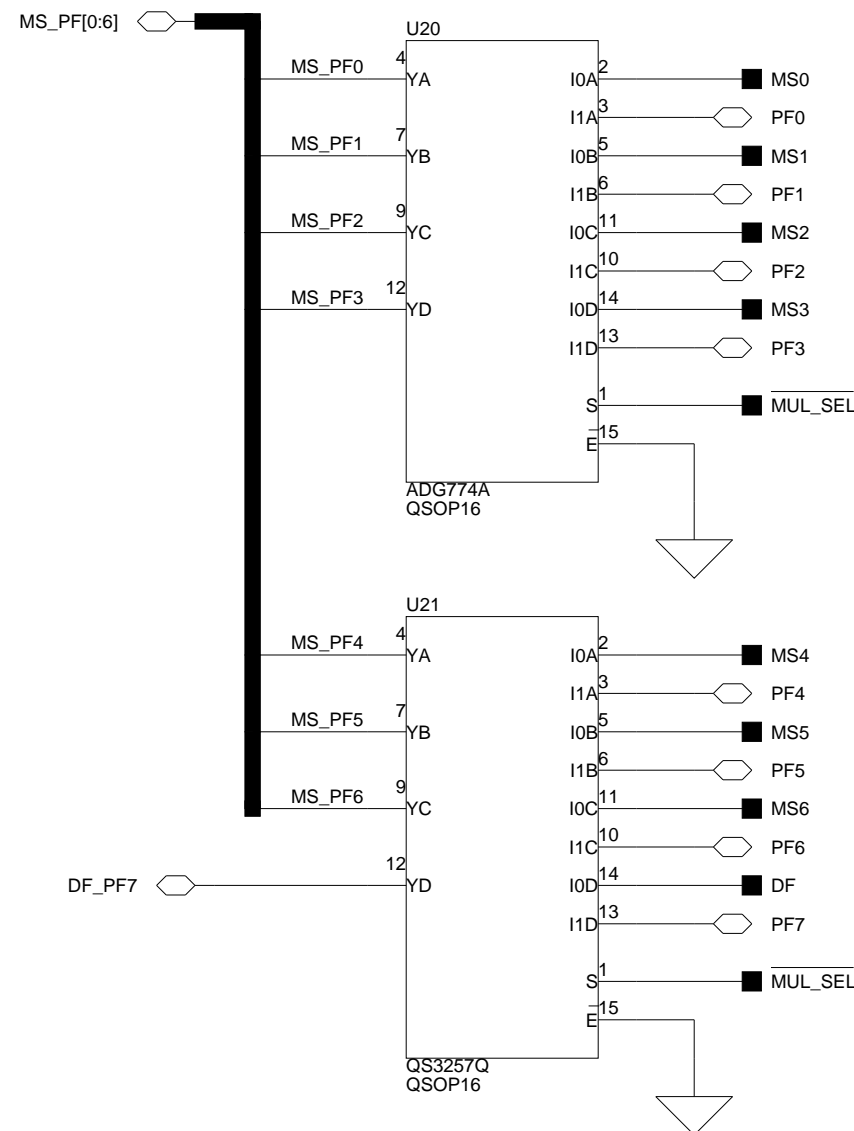 MS_PF[0:6]
U20
MS_PF0 4 YA I0A 2 MS0
I1A 3 PF0
MS_PF1 7 YB I0B 5 MS1
I1B 6 PF1
MS_PF2 9 YC I0C 11 MS2
I1C 10 PF2
MS_PF3 12 YD I0D 14 MS3
I1D 13 PF3
S 1 MUL_SEL
E 15
ADG774A
QSOP16
U21
MS_PF4 4 YA I0A 2 MS4
I1A 3 PF4
MS_PF5 7 YB I0B 5 MS5
I1B 6 PF5
MS_PF6 9 YC I0C 11 MS6
I1C 10 PF6
DF_PF7 12 YD I0D 14 DF
I1D 13 PF7
S 1 MUL_SEL
E 15
QS3257Q
QSOP16